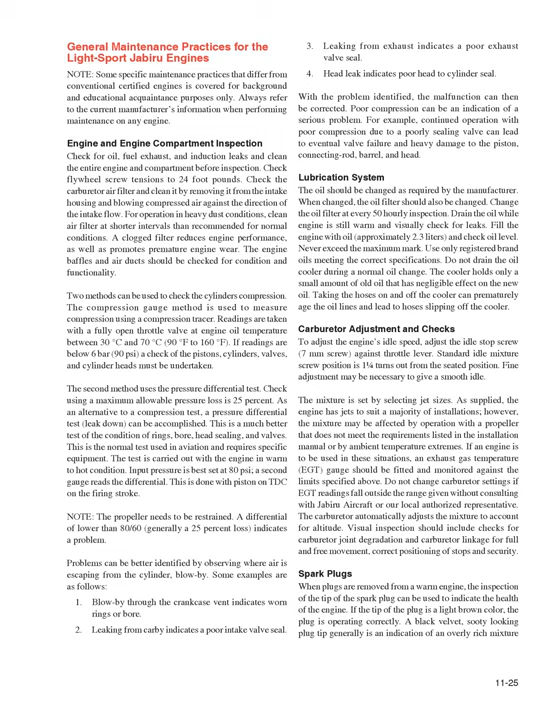 General Maintenance Practices for the
Light-Sport Jabiru Engines
NOTE: Some specific maintenance practices that differ from
conventional certified engines is covered for background
and educational acquaintance purposes only. Always refer
to the current manufacturer's information when performing
maintenance on any engine.
Engine and Engine Compartment Inspection
Check for oil, fuel exhaust, and induction leaks and clean
the entire engine and compartment before inspection. Check
flywheel screw tensions to 24 foot pounds. Check the
carburetor air filter and clean it by removing it from the intake
housing and blowing compressed air against the direction of
the intake flow. For operation in heavy dust conditions, clean
air filter at shorter intervals than recommended for normal
conditions. A clogged filter reduces engine performance,
as well as promotes premature engine wear. The engine
baffles and air ducts should be checked for condition and
functionality.
Two methods can be used to check the cylinders compression.
The compression gauge method is used to measure
compression using a compression tracer. Readings are taken
with a fully open throttle valve at engine oil temperature
between 30 °C and 70 °C (90 °F to 160 °F). If readings are
below 6 bar (90 psi) a check of the pistons, cylinders, valves,
and cylinder heads must be undertaken.
The second method uses the pressure differential test. Check
using a maximum allowable pressure loss is 25 percent. As
an alternative to a compression test, a pressure differential
test (leak down) can be accomplished. This is a much better
test of the condition of rings, bore, head sealing, and valves.
This is the normal test used in aviation and requires specific
equipment. The test is carried out with the engine in warm
to hot condition. Input pressure is best set at 80 psi; a second
gauge reads the differential. This is done with piston on TDC
on the firing stroke.
NOTE: The propeller needs to be restrained. A differential
of lower than 80/60 (generally a 25 percent loss) indicates
a problem.
Problems can be better identified by observing where air is
escaping from the cylinder, blow-by. Some examples are
as follows:
1. Blow-by through the crankcase vent indicates worn
rings or bore.
2. Leaking from carby indicates a poor intake valve seal.
3. Leaking from exhaust indicates a poor exhaust
valve seal.
4. Head leak indicates poor head to cylinder seal.
With the problem identified, the malfunction can then
be corrected. Poor compression can be an indication of a
serious problem. For example, continued operation with
poor compression due to a poorly sealing valve can lead
to eventual valve failure and heavy damage to the piston,
connecting-rod, barrel, and head.
Lubrication System
The oil should be changed as required by the manufacturer.
When changed, the oil filter should also be changed. Change
the oil filter at every 50 hourly inspection. Drain the oil while
engine is still warm and visually check for leaks. Fill the
engine with oil (approximately 2.3 liters) and check oil level.
Never exceed the maximum mark. Use only registered brand
oils meeting the correct specifications. Do not drain the oil
cooler during a normal oil change. The cooler holds only a
small amount of old oil that has negligible effect on the new
oil. Taking the hoses on and off the cooler can prematurely
age the oil lines and lead to hoses slipping off the cooler.
Carburetor Adjustment and Checks
To adjust the engine's idle speed, adjust the idle stop screw
(7 mm screw) against throttle lever. Standard idle mixture
screw position is 1¼ turns out from the seated position. Fine
adjustment may be necessary to give a smooth idle.
The mixture is set by selecting jet sizes. As supplied, the
engine has jets to suit a majority of installations; however,
the mixture may be affected by operation with a propeller
that does not meet the requirements listed in the installation
manual or by ambient temperature extremes. If an engine is
to be used in these situations, an exhaust gas temperature
(EGT) gauge should be fitted and monitored against the
limits specified above. Do not change carburetor settings if
EGT readings fall outside the range given without consulting
with Jabiru Aircraft or our local authorized representative.
The carburetor automatically adjusts the mixture to account
for altitude. Visual inspection should include checks for
carburetor joint degradation and carburetor linkage for full
and free movement, correct positioning of stops and security.
Spark Plugs
When plugs are removed from a warm engine, the inspection
of the tip of the spark plug can be used to indicate the health
of the engine. If the tip of the plug is a light brown color, the
plug is operating correctly. A black velvet, sooty looking
plug tip generally is an indication of an overly rich mixture
11-25